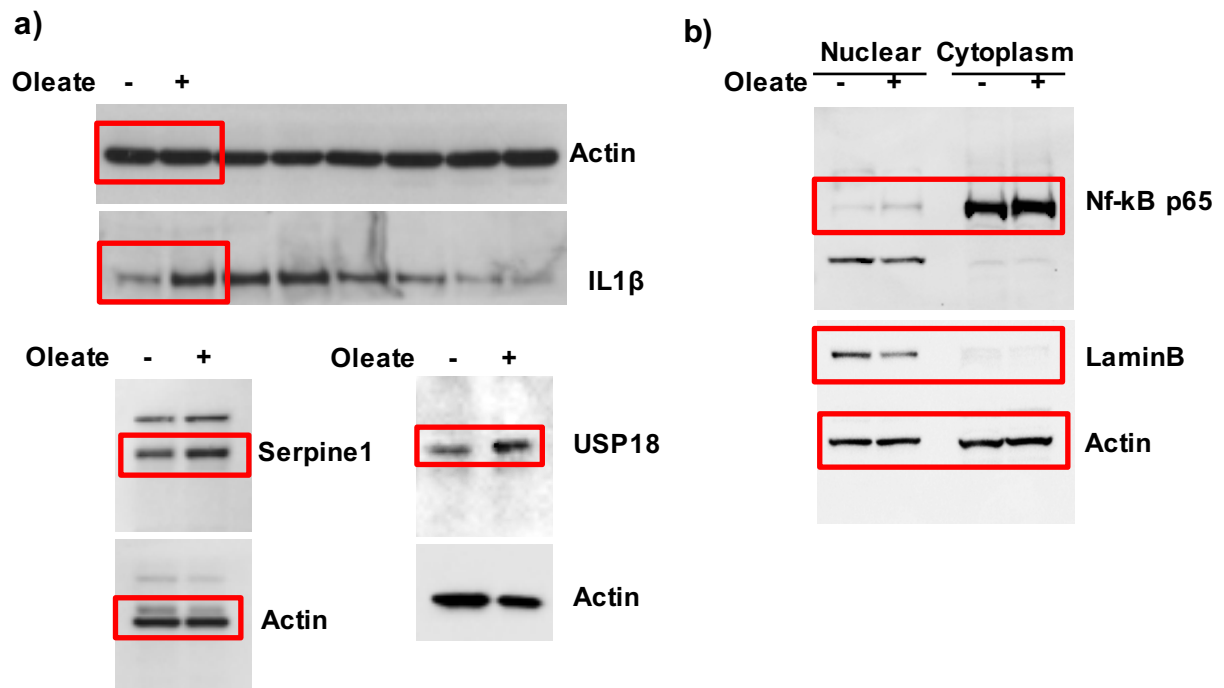 a)
Oleate - +
Actin
IL1β
Oleate - +
Serpine1
Actin
Oleate - +
USP18
Actin
b)
Nuclear Cytoplasm
Oleate - + - +
Nf-kB p65
LaminB
Actin